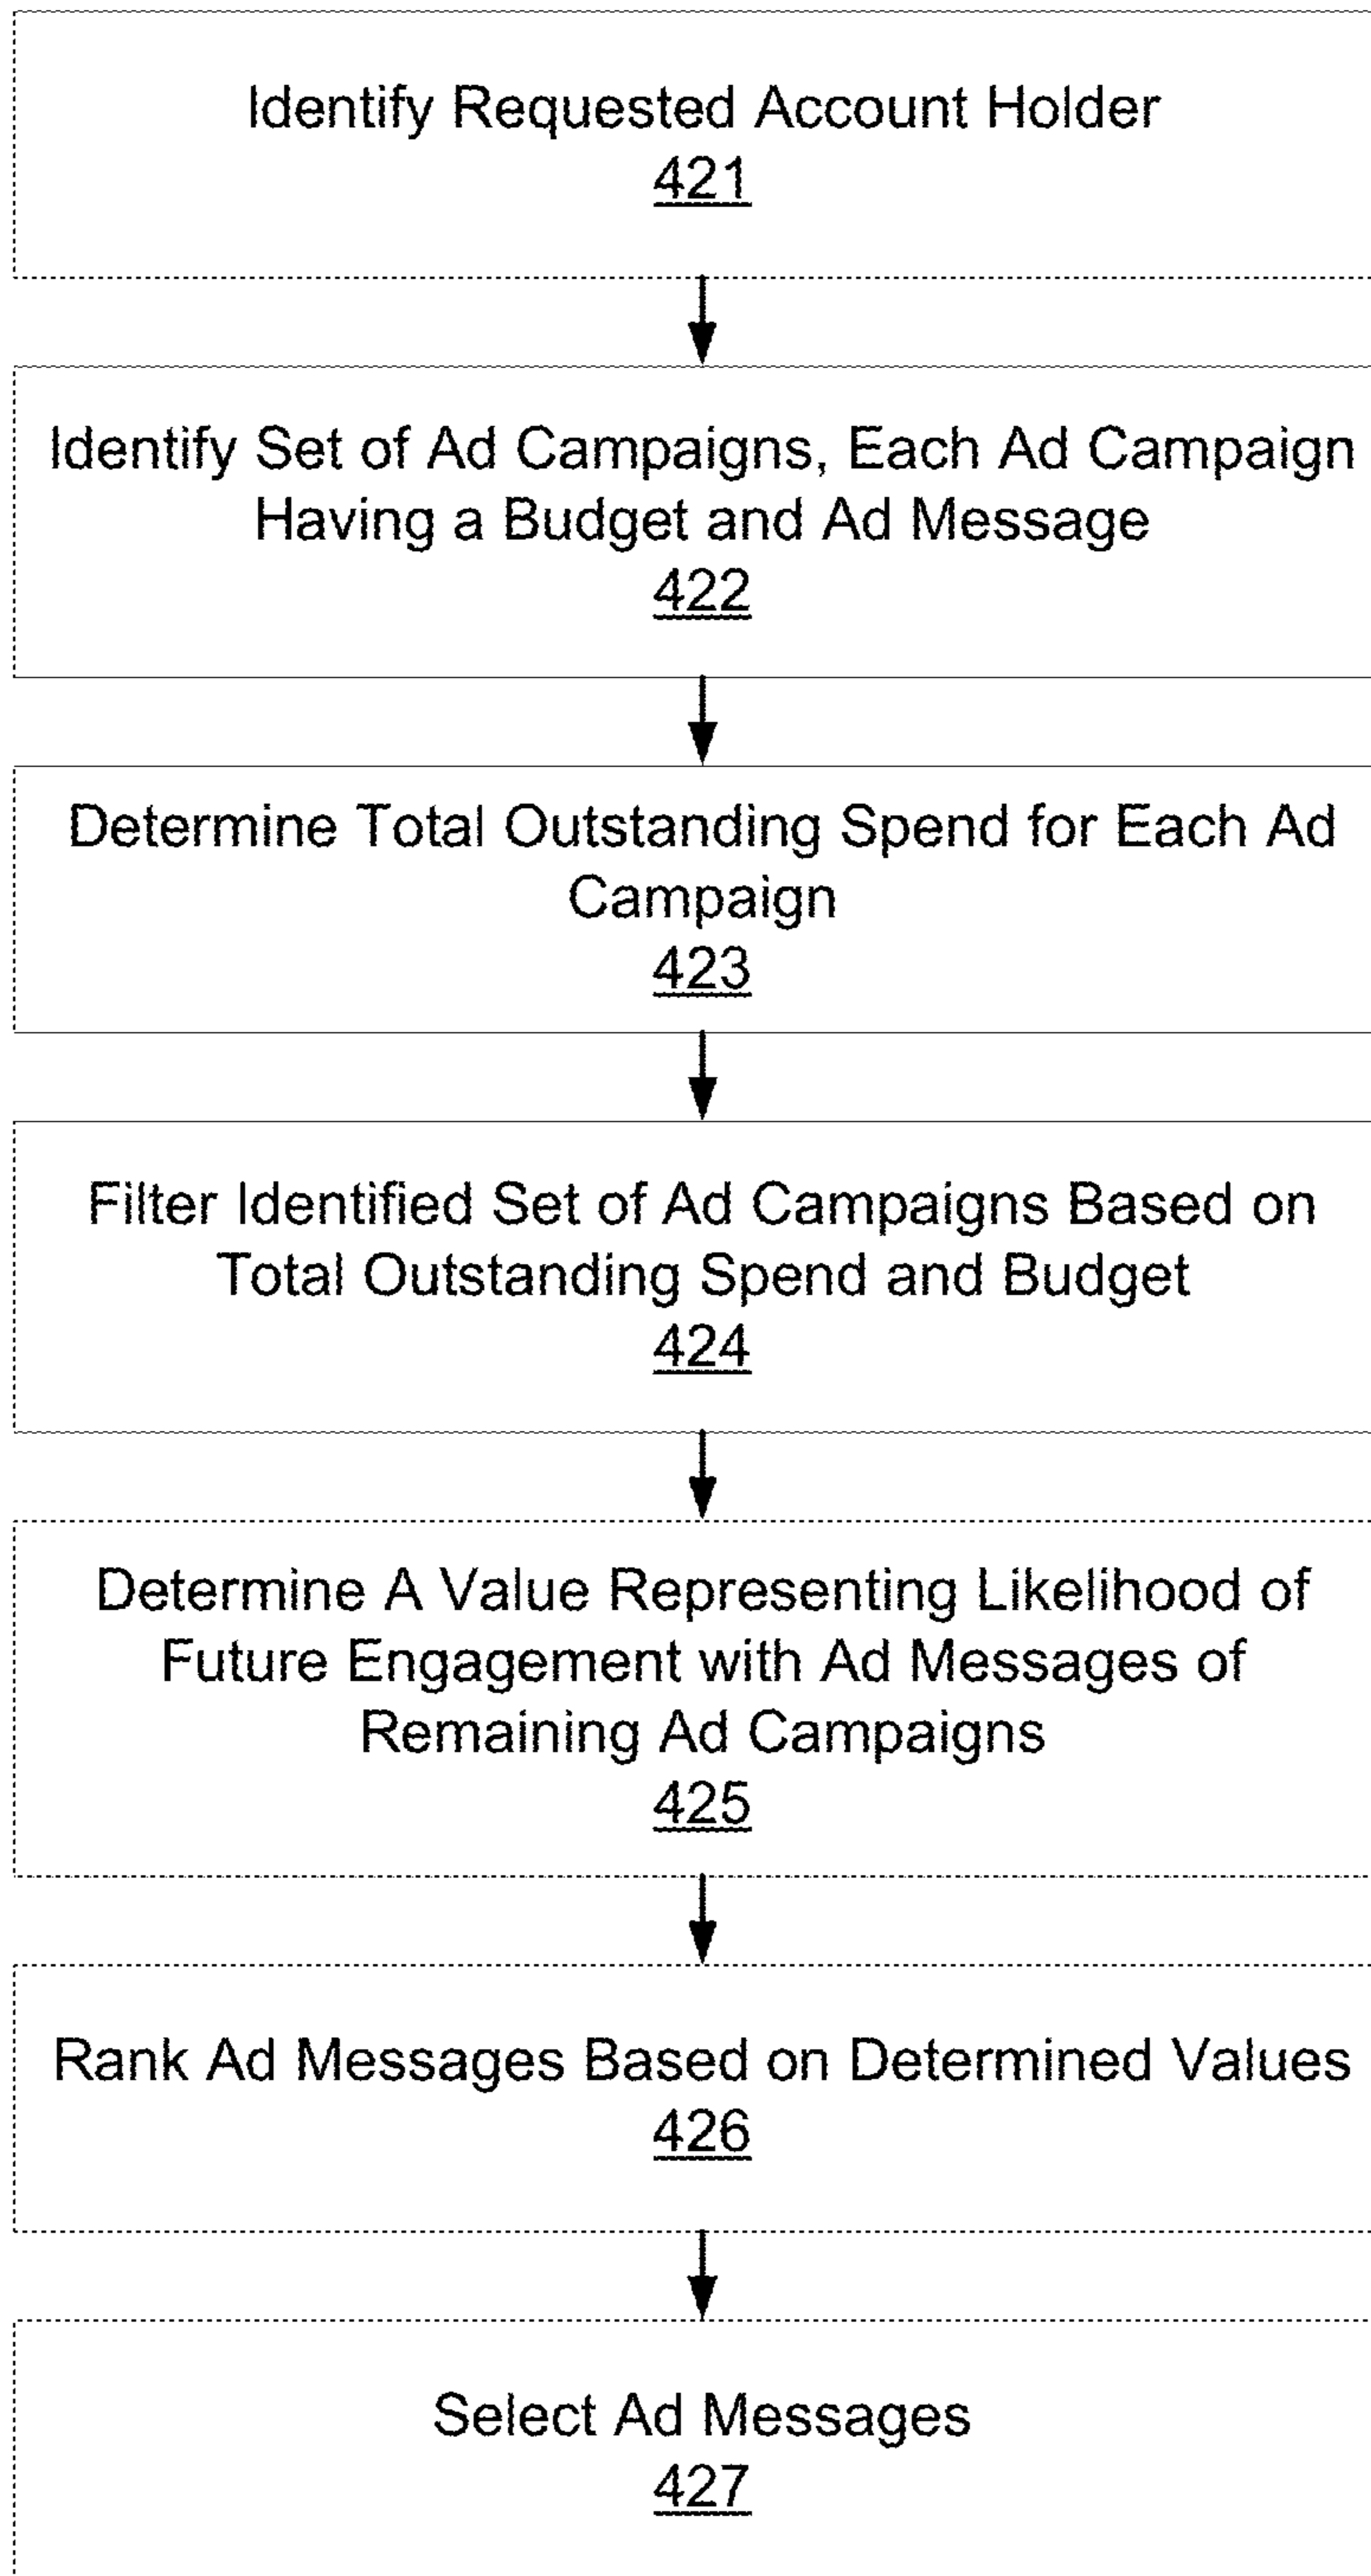 Identify Requested Account Holder
421
Identify Set of Ad Campaigns, Each Ad Campaign
Having a Budget and Ad Message
422
Determine Total Outstanding Spend for Each Ad
Campaign
423
Filter Identified Set of Ad Campaigns Based on
Total Outstanding Spend and Budget
424
Determine A Value Representing Likelihood of
Future Engagement with Ad Messages of
Remaining Ad Campaigns
425
Rank Ad Messages Based on Determined Values
426
Select Ad Messages
427